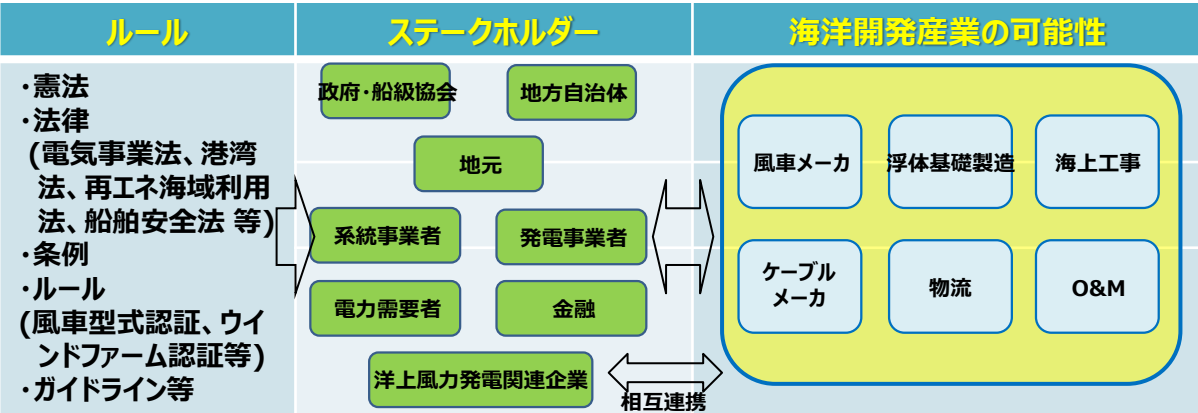 ルール
ステークホルダー
海洋開発産業の可能性
・憲法
・法律
(電気事業法、港湾
法、再エネ海域利用
法、船舶安全法 等)
・条例
・ルール
(風車型式認証、ウイ
ンドファーム認証等)
・ガイドライン等
政府・船級協会
地方自治体
地元
系統事業者
発電事業者
電力需要者
金融
洋上風力発電関連企業
相互連携
風車メーカ
浮体基礎製造
海上工事
ケーブル
メーカ
物流
O&M